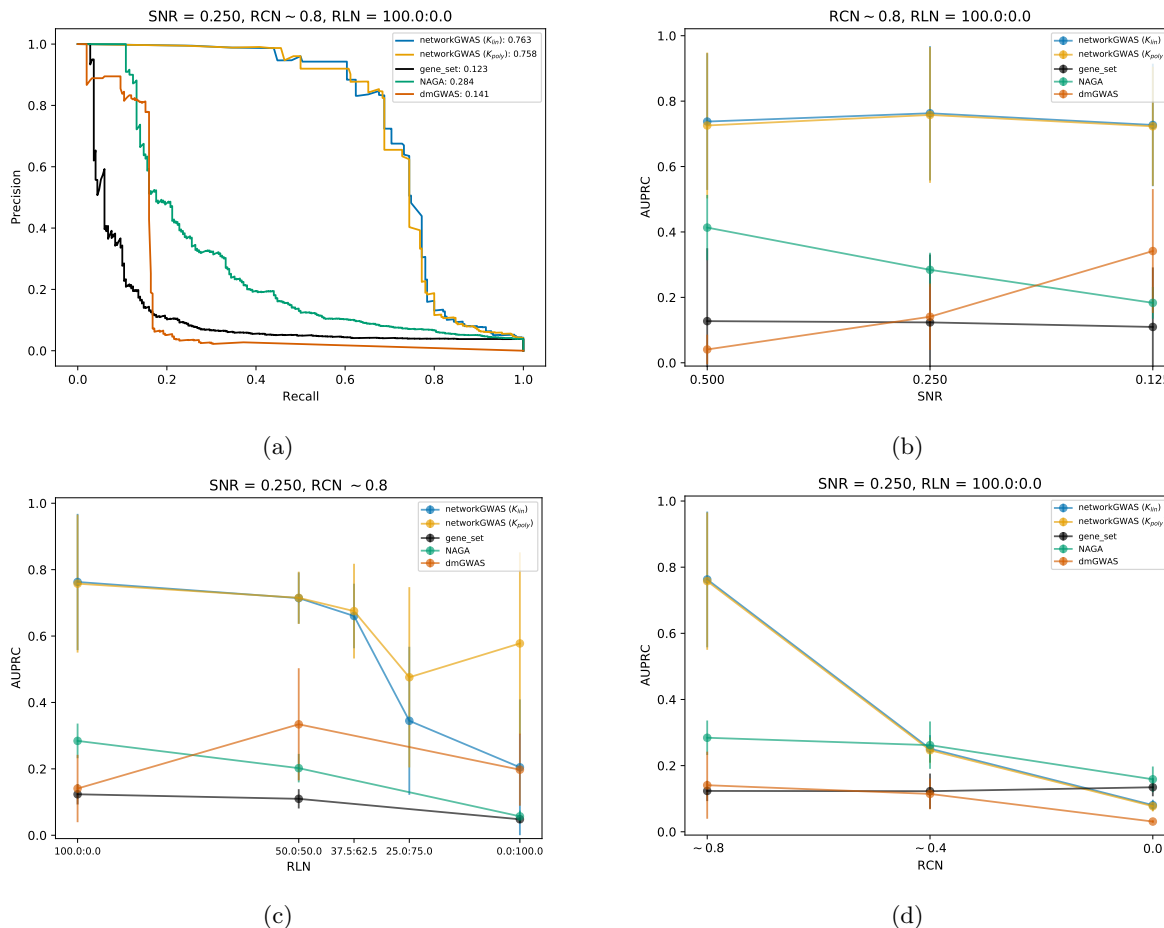 SNR = 0.250, RCN ~ 0.8, RLN = 100.0:0.0
networkGWAS (K_lin): 0.763
networkGWAS (K_poly): 0.758
gene_set: 0.123
NAGA: 0.284
dmGWAS: 0.141
Precision
1.0
0.8
0.6
0.4
0.2
0.0
0.0 0.2 0.4 0.6 0.8 1.0
Recall
(a)
RCN ~ 0.8, RLN = 100.0:0.0
networkGWAS (K_lin)
networkGWAS (K_poly)
gene_set
NAGA
dmGWAS
AUPRC
1.0
0.8
0.6
0.4
0.2
0.0
0.500 0.250 0.125
SNR
(b)
SNR = 0.250, RCN ~ 0.8
networkGWAS (K_lin)
networkGWAS (K_poly)
gene_set
NAGA
dmGWAS
AUPRC
1.0
0.8
0.6
0.4
0.2
0.0
100.0:0.0 50.0:50.0 37.5:62.5 25.0:75.0 0.0:100.0
RLN
(c)
SNR = 0.250, RLN = 100.0:0.0
networkGWAS (K_lin)
networkGWAS (K_poly
gene_set
NAGA
dmGWAS
AUPRC
1.0
0.8
0.6
0.4
0.2
0.0
~ 0.8 ~ 0.4 0.0
RCN
(d)